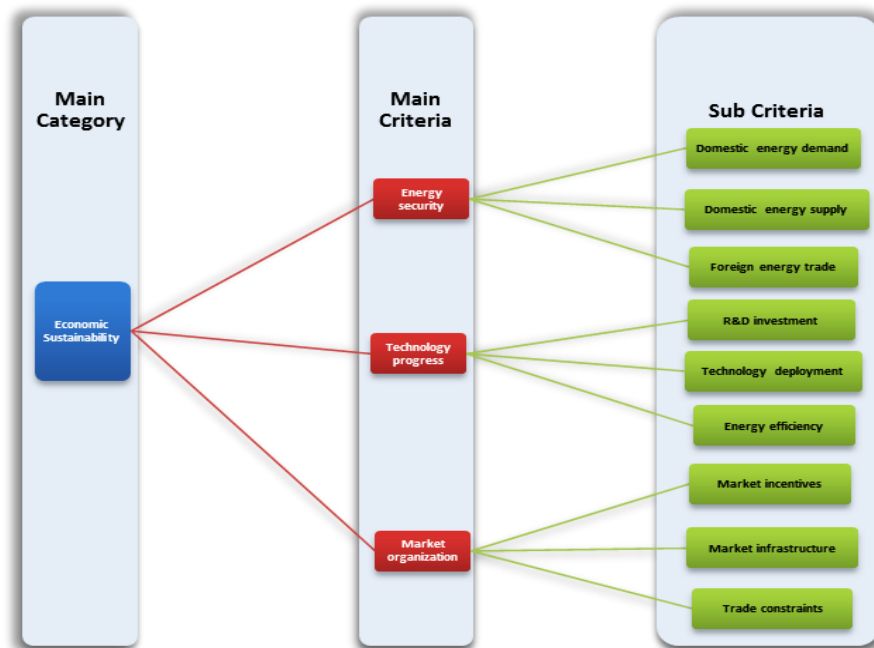 Main
Category
Main
Criteria
Sub Criteria
Economic
Sustainability
Energy
security
Technology
progress
Market
organization
Domestic energy demand
Domestic energy supply
Foreign energy trade
R&D investment
Technology deployment
Energy efficiency
Market incentives
Market infrastructure
Trade constraints